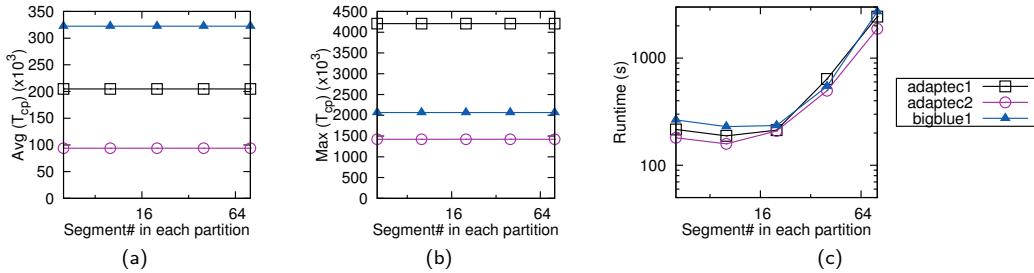 Avg (T_cp) (x10^3)
350
300
250
200
150
100
50
0
16 64
Segment# in each partition
(a)
Max (T_cp) (x10^3)
4500
4000
3500
3000
2500
2000
1500
1000
500
0
16 64
Segment# in each partition
(b)
Runtime (s)
1000
100
16 64
Segment# in each partition
(c)
adaptec1
adaptec2
bigblue1